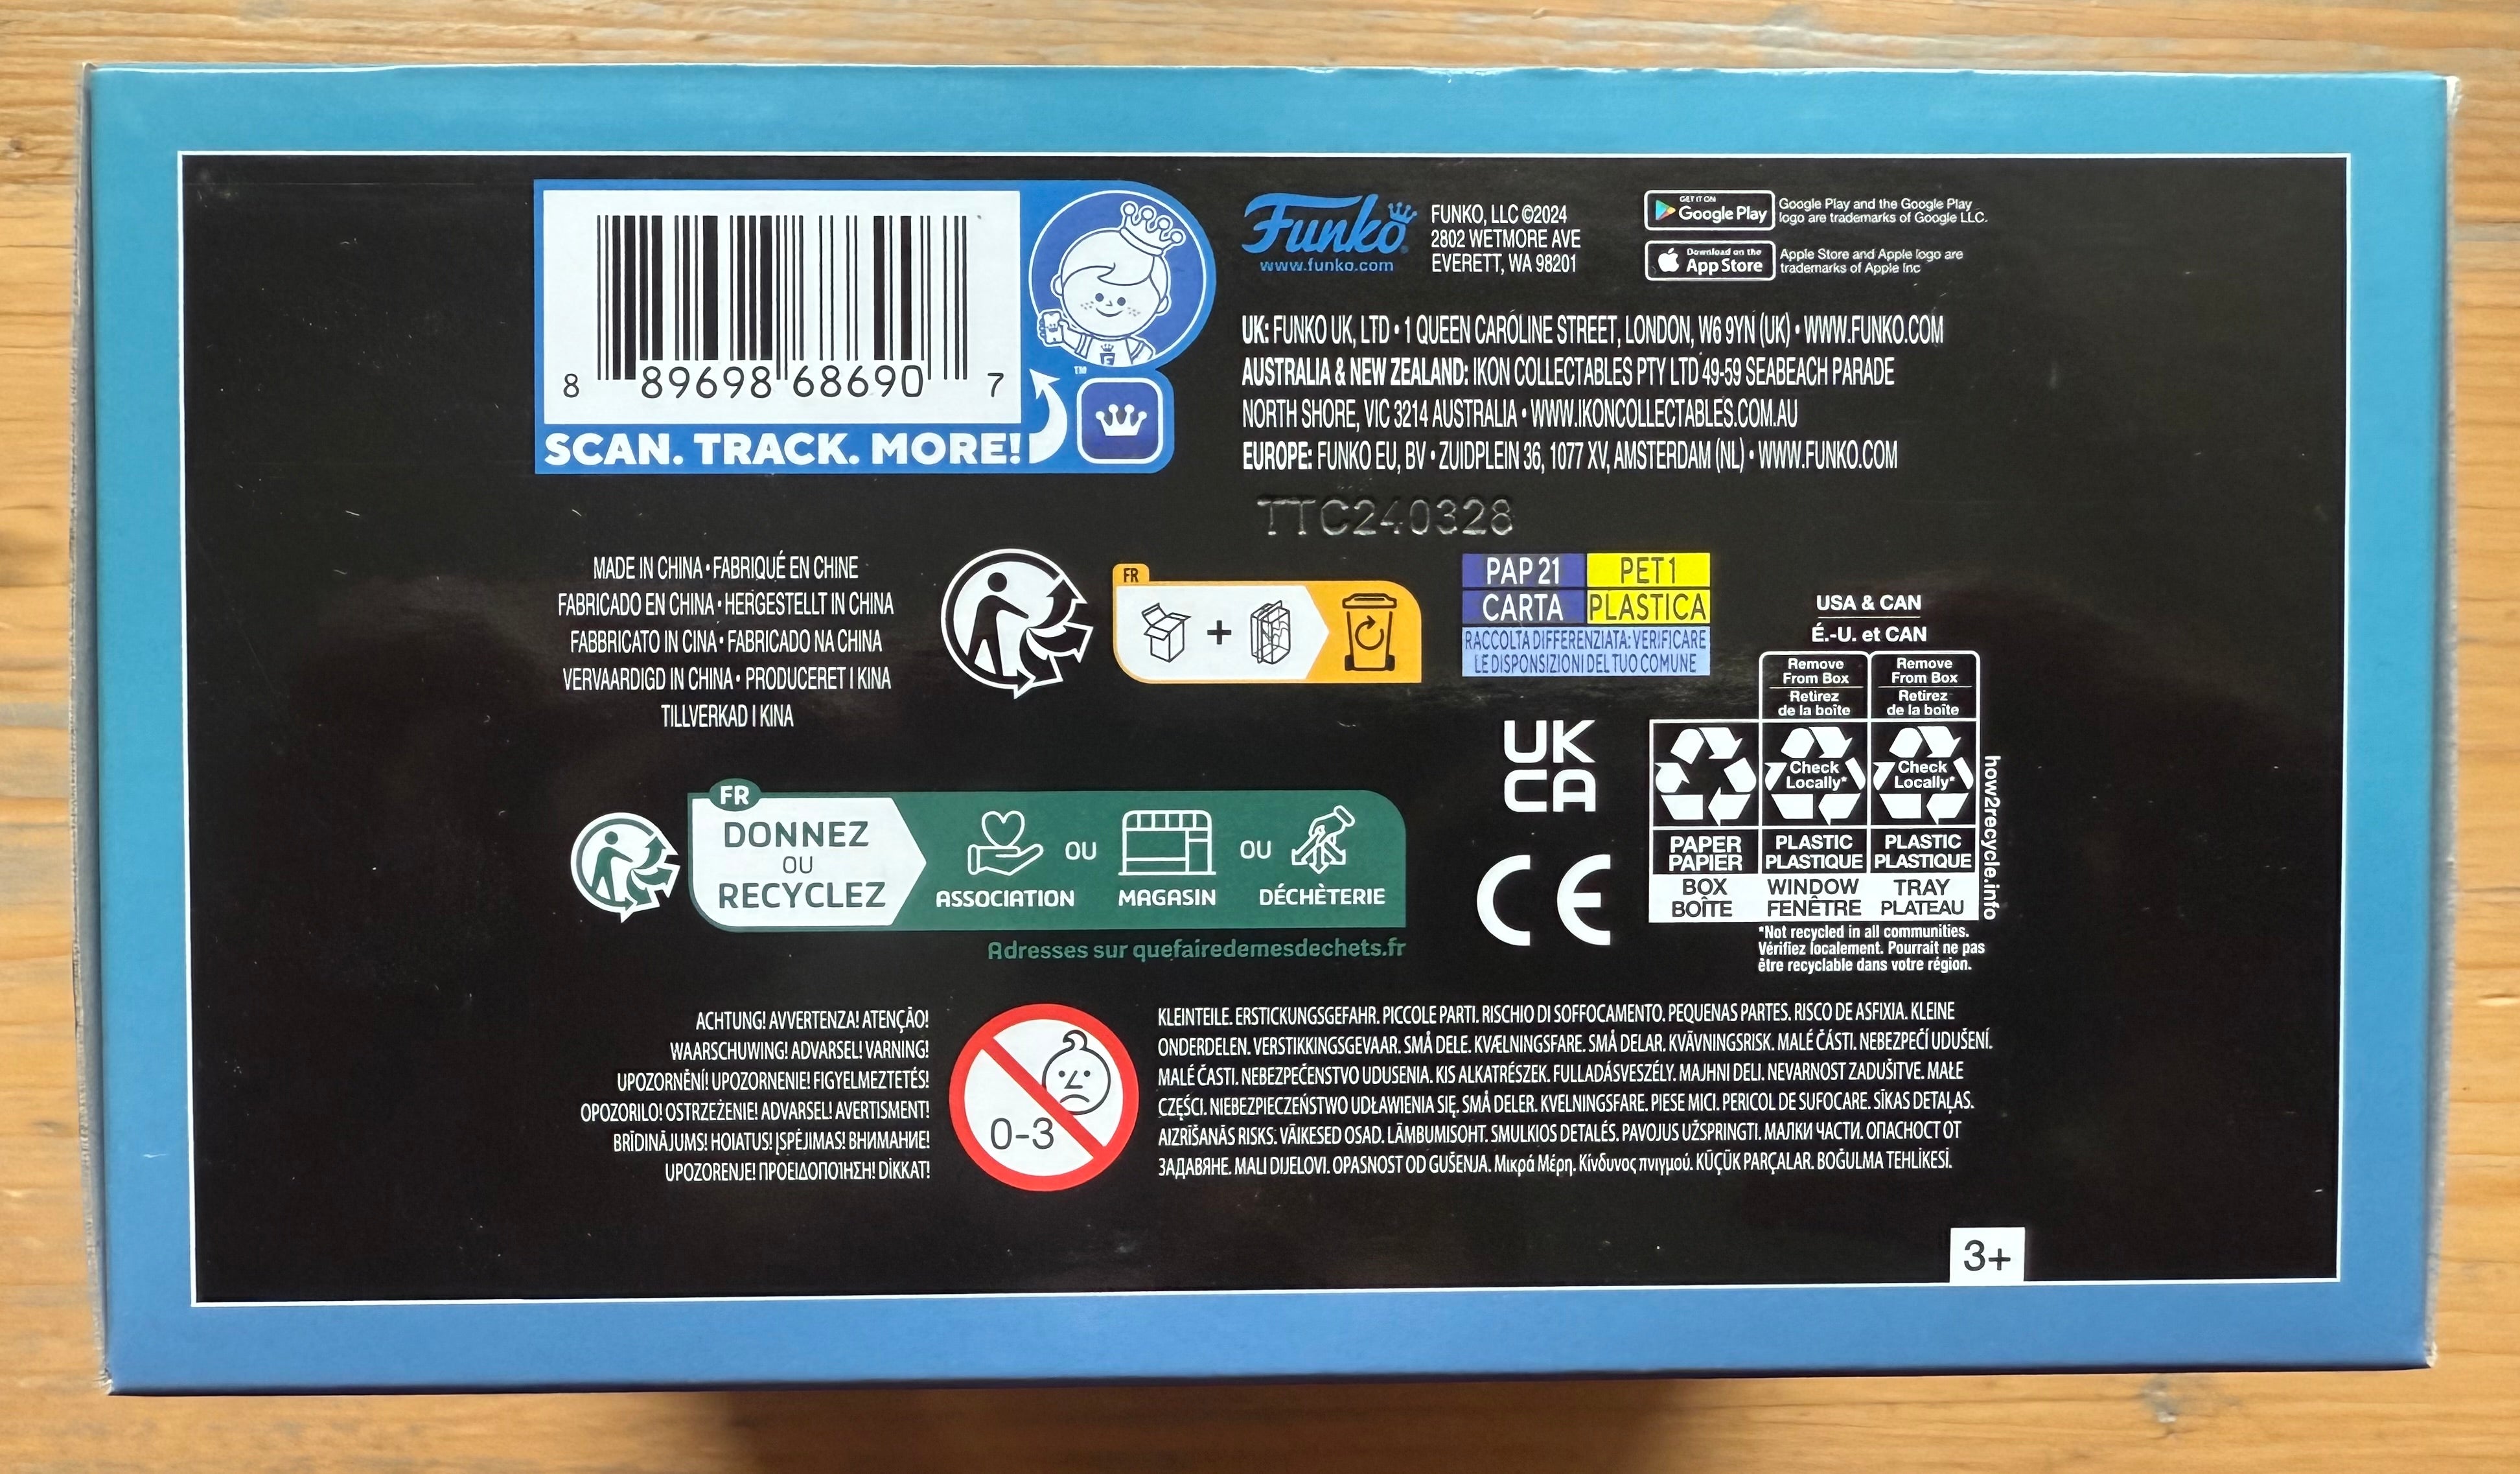 8 89698 68690 7
SCAN. TRACK. MORE!
™
F
Funko
www.funko.com
FUNKO, LLC ©2024
2802 WETMORE AVE
EVERETT, WA 98201
GET IT ON
Google Play
Google Play and the Google Play
logo are trademarks of Google LLC.
Download on the
App Store
Apple Store and Apple logo are
trademarks of Apple Inc
UK: FUNKO UK, LTD • 1 QUEEN CAROLINE STREET, LONDON, W6 9YN (UK) • WWW.FUNKO.COM
AUSTRALIA & NEW ZEALAND: IKON COLLECTABLES PTY LTD 49-59 SEABEACH PARADE
NORTH SHORE, VIC 3214 AUSTRALIA • WWW.IKONCOLLECTABLES.COM.AU
EUROPE: FUNKO EU, BV • ZUIDPLEIN 36, 1077 XV, AMSTERDAM (NL) • WWW.FUNKO.COM
TTC240328
MADE IN CHINA • FABRIQUÉ EN CHINE
FABRICADO EN CHINA • HERGESTELLT IN CHINA
FABBRICATO IN CINA • FABRICADO NA CHINA
VERVAARDIGD IN CHINA • PRODUCERET I KINA
TILLVERKAD I KINA
FR
+
PAP 21
PET 1
CARTA
PLASTICA
RACCOLTA DIFFERENZIATA: VERIFICARE
LE DISPONSIZIONI DEL TUO COMUNE
USA & CAN
É.-U. et CAN
Remove
From Box
Retirez
de la boîte
Remove
From Box
Retirez
de la boîte
Check
Locally*
Check
Locally*
PAPER
PAPIER
PLASTIC
PLASTIQUE
PLASTIC
PLASTIQUE
BOX
BOÎTE
WINDOW
FENÊTRE
TRAY
PLATEAU
how2recycle.info
*Not recycled in all communities.
Vérifiez localement. Pourrait ne pas
être recyclable dans votre région.
UK
CA
CE
FR
DONNEZ
OU
RECYCLEZ
ASSOCIATION
OU
MAGASIN
OU
DÉCHÈTERIE
Adresses sur quefairedemesdechets.fr
ACHTUNG! AVVERTENZA! ATENÇÃO!
WAARSCHUWING! ADVARSEL! VARNING!
UPOZORNĚNÍ! UPOZORNENIE! FIGYELMEZTETÉS!
OPOZORILO! OSTRZEŻENIE! ADVARSEL! AVERTISMENT!
BRĪDINĀJUMS! HOIATUS! ĮSPĖJIMAS! ВНИМАНИЕ!
UPOZORENJE! ΠΡΟΕΙΔΟΠΟΊΗΣΗ! DİKKAT!
0-3
KLEINTEILE. ERSTICKUNGSGEFAHR. PICCOLE PARTI. RISCHIO DI SOFFOCAMENTO. PEQUENAS PARTES. RISCO DE ASFIXIA. KLEINE
ONDERDELEN. VERSTIKKINGSGEVAAR. SMÅ DELE. KVÆLNINGSFARE. SMÅ DELAR. KVÄVNINGSRISK. MALÉ ČÁSTI. NEBEZPEČÍ UDUŠENÍ.
MALÉ ČASTI. NEBEZPEČENSTVO UDUSENIA. KIS ALKATRÉSZEK. FULLADÁSVESZÉLY. MAJHNI DELI. NEVARNOST ZADUŠITVE. MAŁE
CZĘŚCI. NIEBEZPIECZEŃSTWO UDŁAWIENIA SIĘ. SMÅ DELER. KVELNINGSFARE. PIESE MICI. PERICOL DE SUFOCARE. SĪKAS DETAĻAS.
AIZRĪŠANĀS RISKS. VÄIKESED OSAD. LÄMBUMISOHT. SMULKIOS DETALĖS. PAVOJUS UŽSPRINGTI. МАЛКИ ЧАСТИ. ОПАСНОСТ ОТ
ЗАДАВЯНЕ. MALI DIJELOVI. OPASNOST OD GUŠENJA. Μικρά Μέρη. Κίνδυνος πνιγμού. KÜÇÜK PARÇALAR. BOĞULMA TEHLİKESİ.
3+